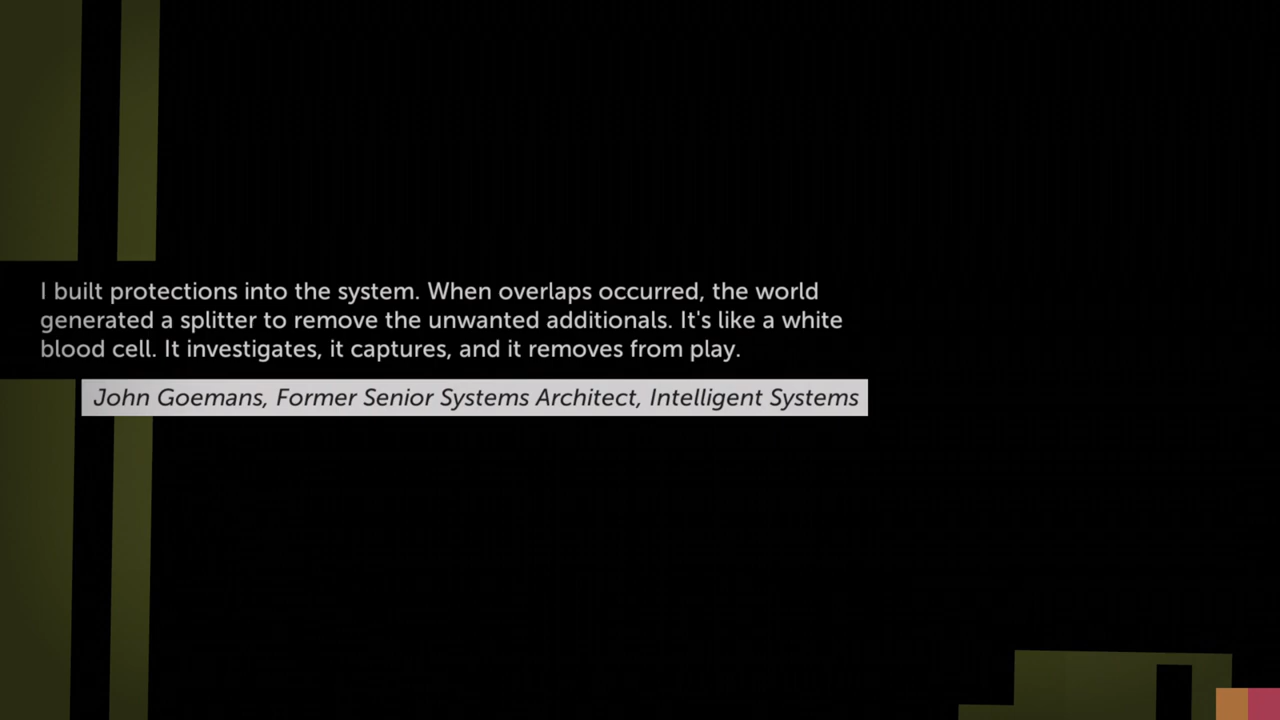 I built protections into the system. When overlaps occurred, the world
generated a splitter to remove the unwanted additionals. It's like a white
blood cell. It investigates, it captures, and it removes from play.
John Goemans, Former Senior Systems Architect, Intelligent Systems